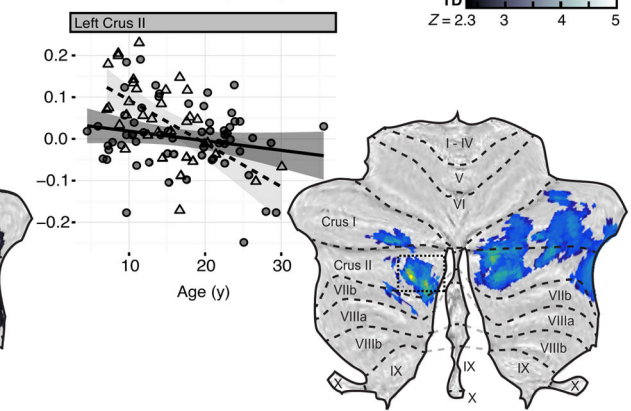 TD
Z = 2.3 3 4 5
Left Crus II
0.2
0.1
0.0
−0.1
−0.2
10 20 30
Age (y)
I - IV
V
VI
Crus I
Crus II
VIIb
VIIIa
VIIIb
IX
X
IX
X
VIIb
VIIIa
VIIIb
IX
X